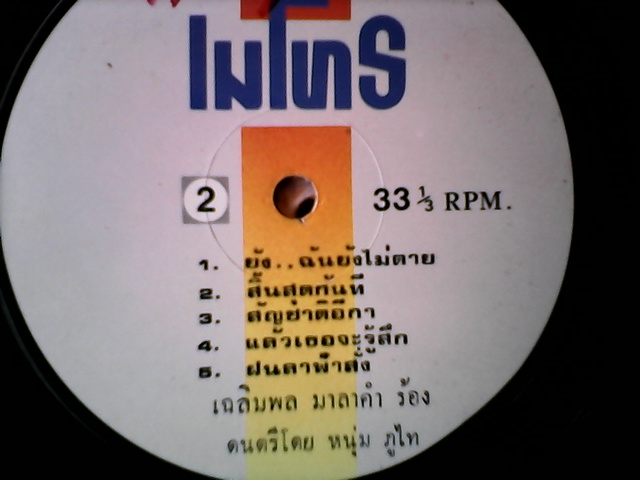 เมโทร
2 33 1/3 RPM.
1. ยัง..ฉันยังไม่ตาย
2. สิ้นสุดกันที
3. สัญชาติอีกา
4. แล้วเธอจะรู้สึก
5. ฝนลาฟ้าสั่ง
เฉลิมพล มาลาคำ ร้อง
ดนตรีโดย หนุ่ม ภูไท